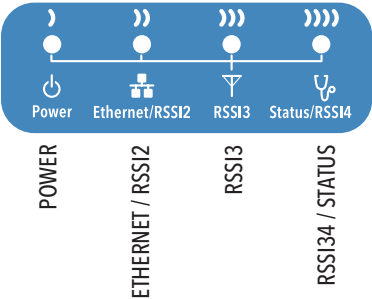 Power
Ethernet/RSSI2
RSSI3
Status/RSSI4
POWER
ETHERNET / RSSI2
RSSI3
RSSI34 / STATUS